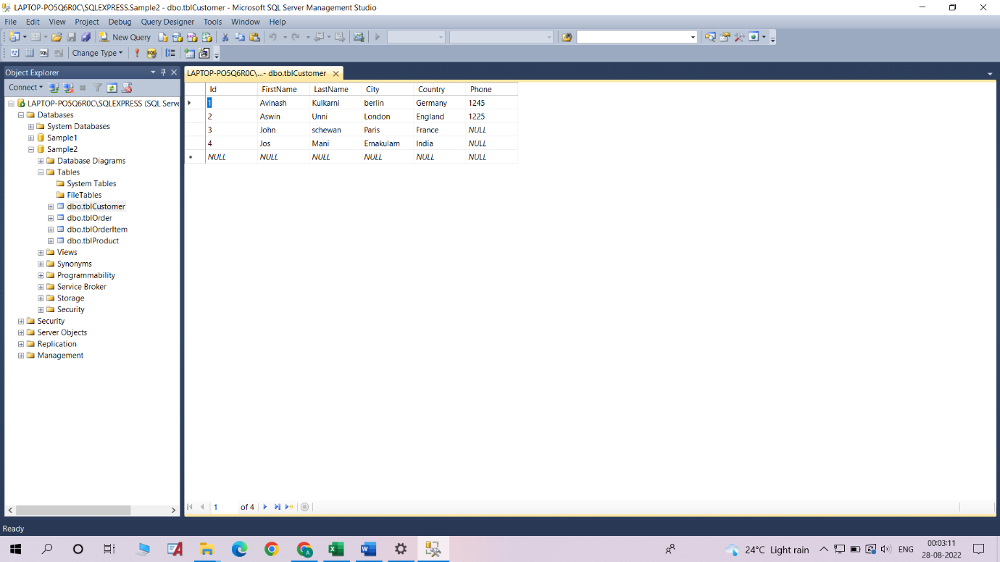 LAPTOP-PO5Q6R0C\SQLEXPRESS.Sample2 - dbo.tblCustomer - Microsoft SQL Server Management Studio
File Edit View Project Debug Query Designer Tools Window Help
New Query
Change Type
Object Explorer
Connect
LAPTOP-PO5Q6R0C\SQLEXPRESS (SQL Serve
Databases
System Databases
Sample1
Sample2
Database Diagrams
Tables
System Tables
FileTables
dbo.tblCustomer
dbo.tblOrder
dbo.tblOrderItem
dbo.tblProduct
Views
Synonyms
Programmability
Service Broker
Storage
Security
Security
Server Objects
Replication
Management
LAPTOP-PO5Q6R0C\...- dbo.tblCustomer
Id FirstName LastName City Country Phone
1 Avinash Kulkarni berlin Germany 1245
2 Aswin Unni London England 1225
3 John schewan Paris France NULL
4 Jos Mani Ernakulam India NULL
NULL NULL NULL NULL NULL NULL
1 of 4
Ready
24°C Light rain ENG 00:03:11
28-08-2022